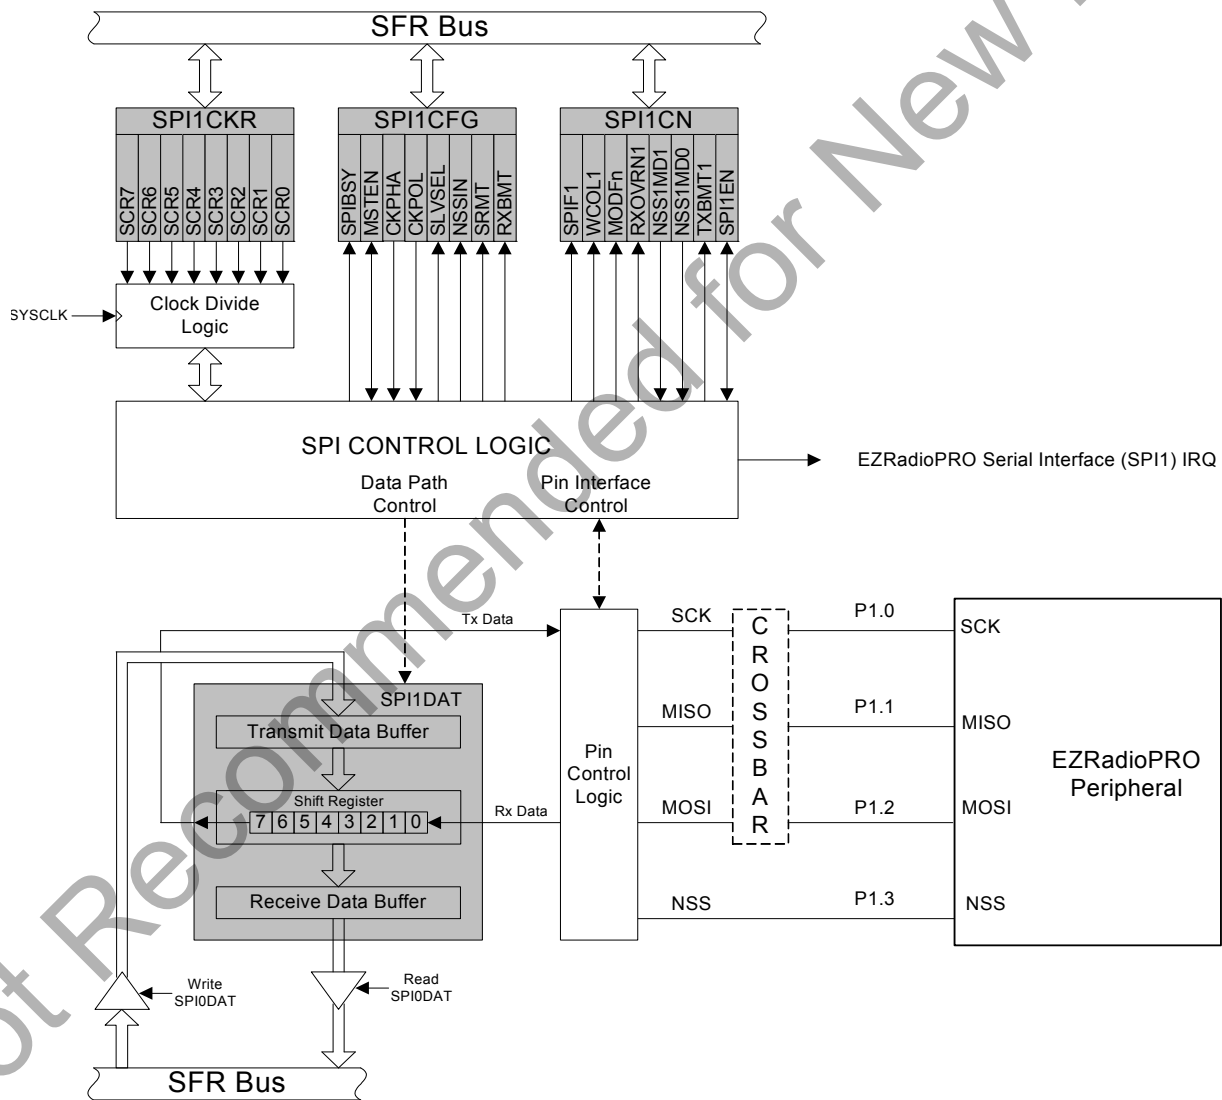 SFR Bus
SPI1CKR
SCR7
SCR6
SCR5
SCR4
SCR3
SCR2
SCR1
SCR0
SPI1CFG
SPIBSY
MSTEN
CKPHA
CKPOL
SLVSEL
NSSIN
SRMT
RXBMT
SPI1CN
SPIF1
WCOL1
MODFn
RXOVRN1
NSS1MD1
NSS1MD0
TXBMT1
SPI1EN
SYSCLK
Clock Divide
Logic
SPI CONTROL LOGIC
Data Path
Control
Pin Interface
Control
EZRadioPRO Serial Interface (SPI1) IRQ
Tx Data
SPI1DAT
Transmit Data Buffer
Shift Register
7 6 5 4 3 2 1 0
Rx Data
Receive Data Buffer
Pin
Control
Logic
SCK
MISO
MOSI
NSS
CROSSBAR
P1.0
P1.1
P1.2
P1.3
SCK
MISO
MOSI
NSS
EZRadioPRO
Peripheral
Write
SPI0DAT
Read
SPI0DAT
SFR Bus
ot Recommended for New